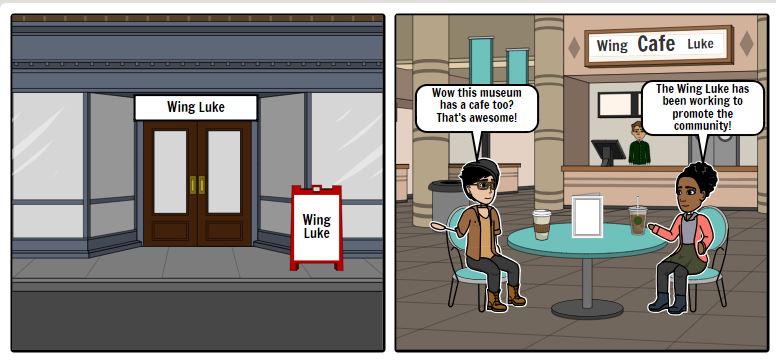 Wing Luke
Wing
Luke
Wing Cafe Luke
Wow this museum
has a cafe too?
That's awesome!
The Wing Luke has
been working to
promote the
community!